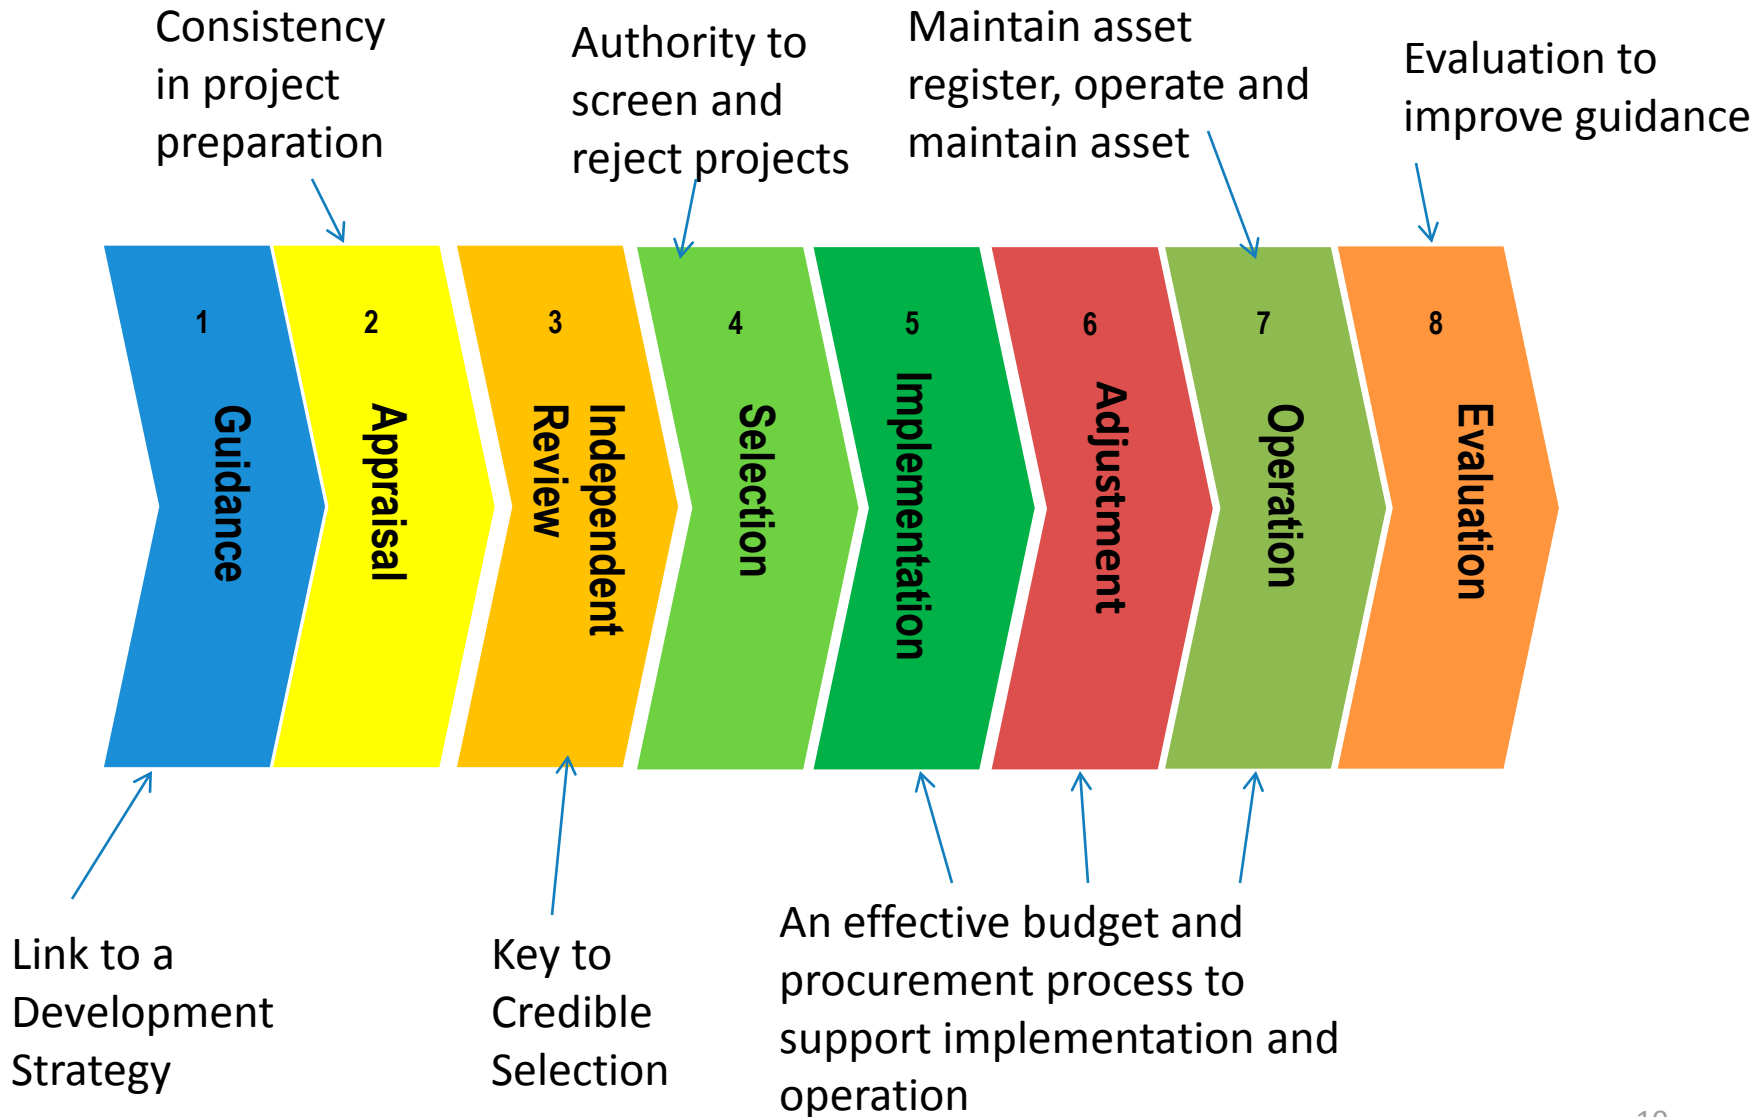 Consistency
in project
preparation
Authority to
screen and
reject projects
Maintain asset
register, operate and
maintain asset
Evaluation to
improve guidance
1
Guidance
2
Appraisal
3
Independent
Review
4
Selection
5
Implementation
6
Adjustment
7
Operation
8
Evaluation
Link to a
Development
Strategy
Key to
Credible
Selection
An effective budget and
procurement process to
support implementation and
operation